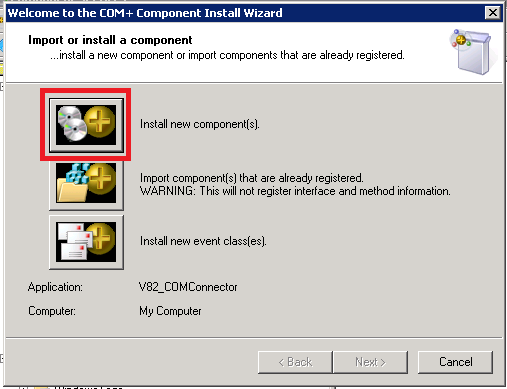 Welcome to the COM+ Component Install Wizard
Import or install a component
...install a new component or import components that are already registered.
Install new component(s).
Import component(s) that are already registered.
WARNING: This will not register interface and method information.
Install new event class(es).
Application: V82_COMConnector
Computer: My Computer
< Back Next > Cancel